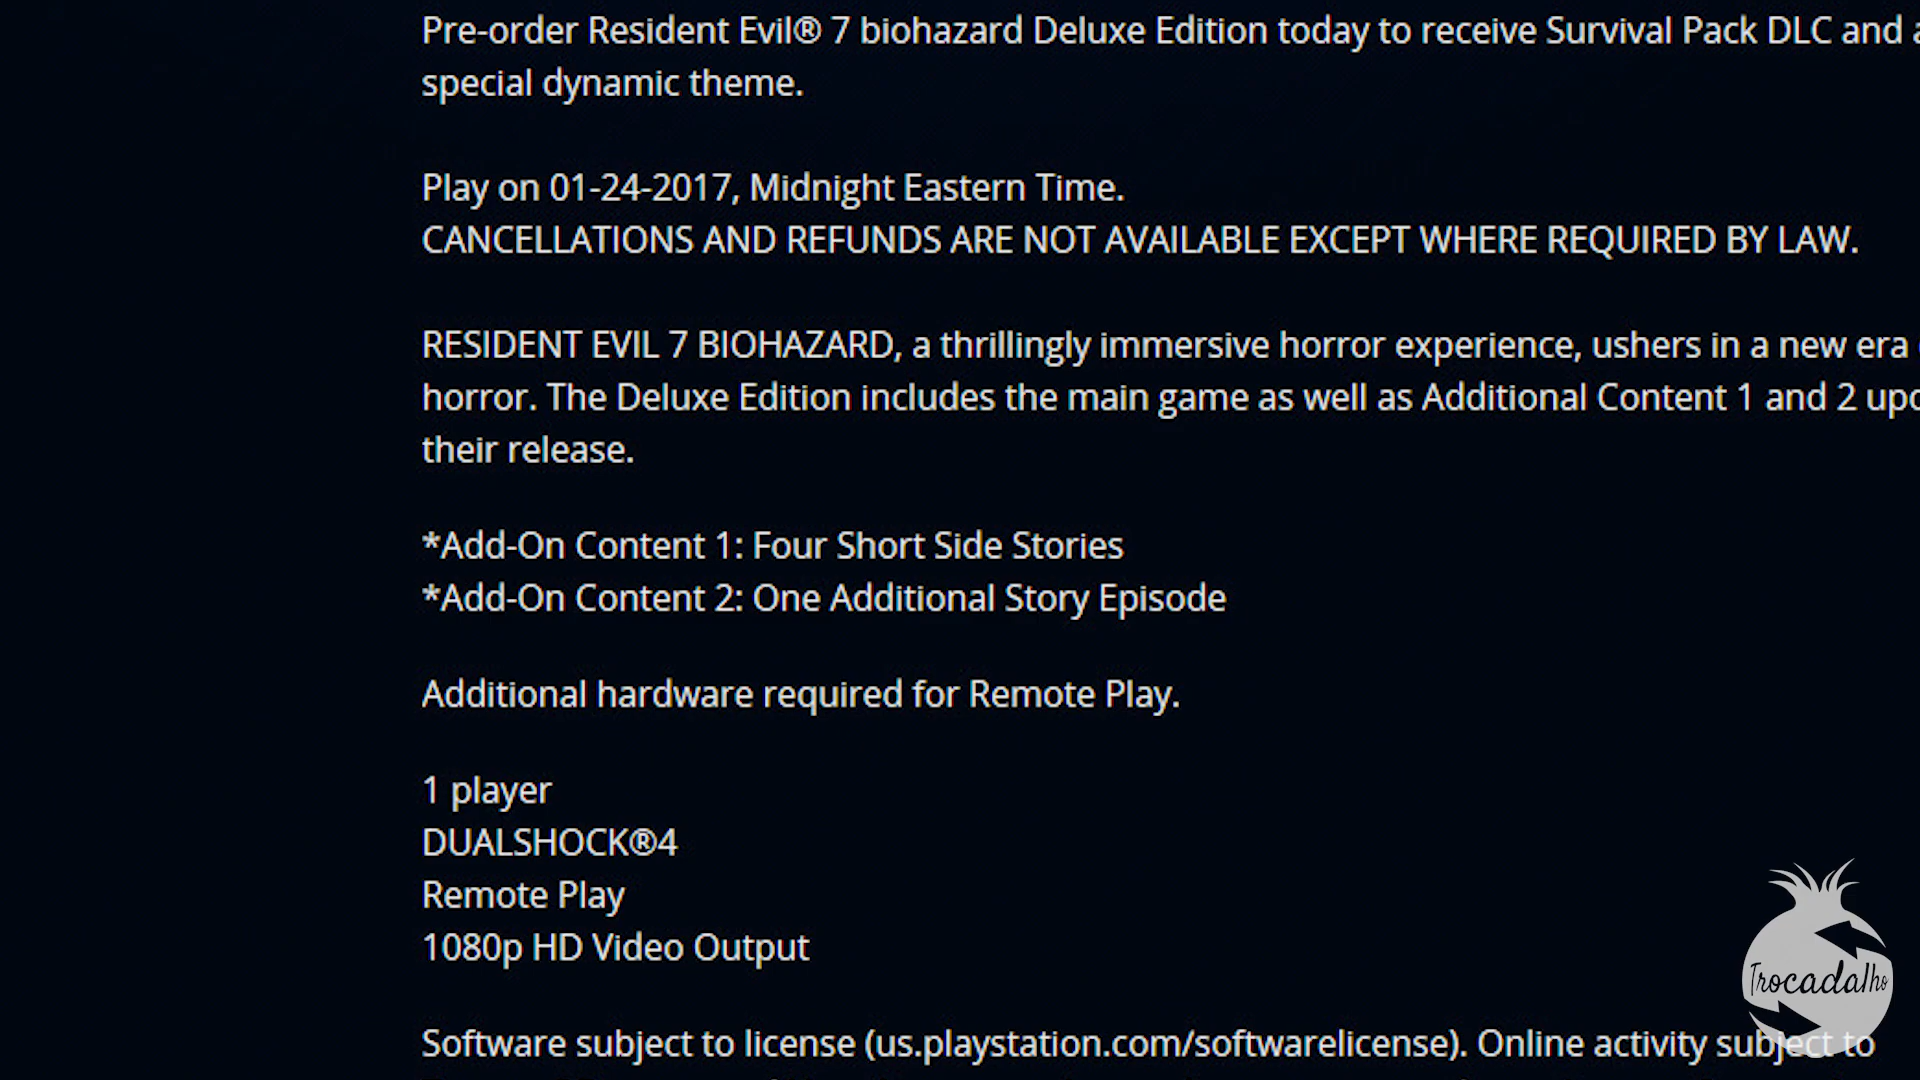 Pre-order Resident Evil® 7 biohazard Deluxe Edition today to receive Survival Pack DLC and
special dynamic theme.
Play on 01-24-2017, Midnight Eastern Time.
CANCELLATIONS AND REFUNDS ARE NOT AVAILABLE EXCEPT WHERE REQUIRED BY LAW.
RESIDENT EVIL 7 BIOHAZARD, a thrillingly immersive horror experience, ushers in a new era
horror. The Deluxe Edition includes the main game as well as Additional Content 1 and 2
their release.
*Add-On Content 1: Four Short Side Stories
*Add-On Content 2: One Additional Story Episode
Additional hardware required for Remote Play.
1 player
DUALSHOCK®4
Remote Play
1080p HD Video Output
Trocadalho
Software subject to license (us.playstation.com/softwarelicense). Online activity subject to